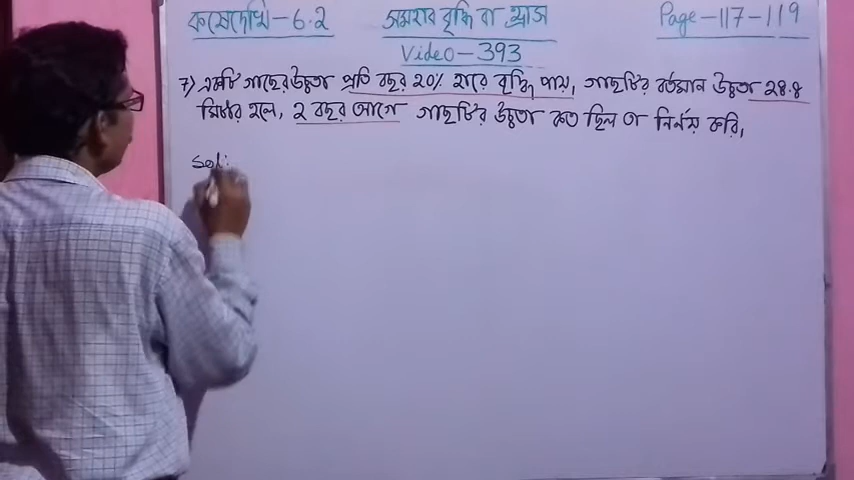 কষেদেখি-6.2 সমহার বৃদ্ধি বা হ্রাস Page-117-119
Video-393
7) একটি গাছের উচ্চতা প্রতি বছর 20% হারে বৃদ্ধি পায়, গাছটির বর্তমান উচ্চতা 28.8
মিটার হলে, 2 বছর আগে গাছটির উচ্চতা কত ছিল তা নির্নয় করি,
Sol: